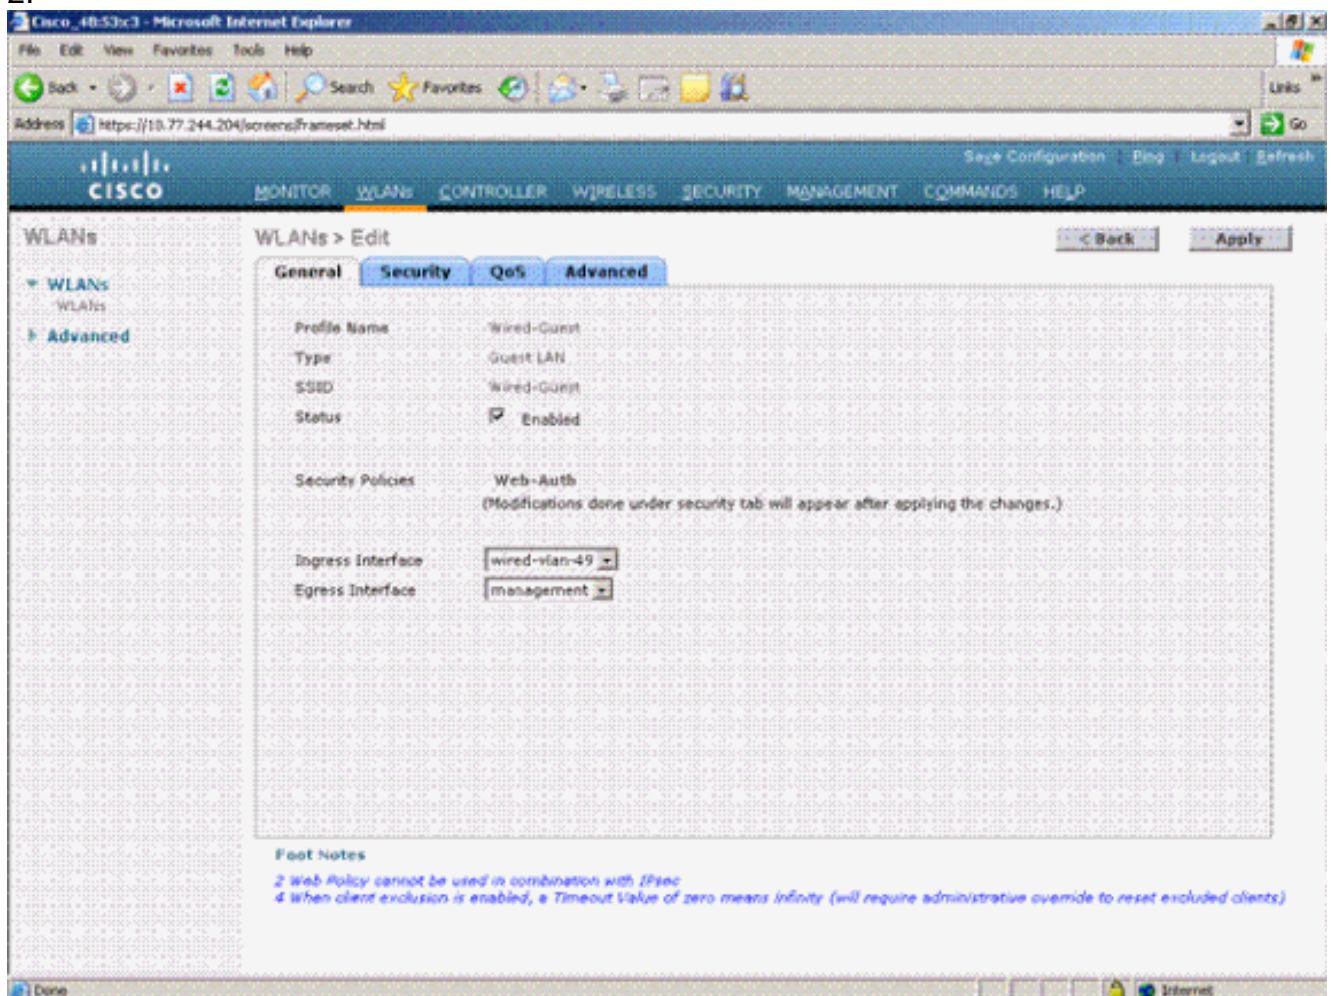 2.
Cisco_48:53:c3 - Microsoft Internet Explorer
File Edit View Favorites Tools Help
Back Search Favorites Links
Address https://10.77.244.204/screens/frameset.html Go
Save Configuration Ping Logout Refresh
CISCO MONITOR WLANs CONTROLLER WIRELESS SECURITY MANAGEMENT COMMANDS HELP
WLANs
WLANs > Edit
< Back Apply
General Security QoS Advanced
WLANs
WLANs
Advanced
Profile Name Wired-Guest
Type Guest LAN
SSID Wired-Guest
Status Enabled
Security Policies Web-Auth
(Modifications done under security tab will appear after applying the changes.)
Ingress Interface wired-vlan-49
Egress Interface management
Foot Notes
2 Web Policy cannot be used in combination with IPsec
4 When client exclusion is enabled, a Timeout Value of zero means infinity (will require administrative override to reset excluded clients)
Done Internet